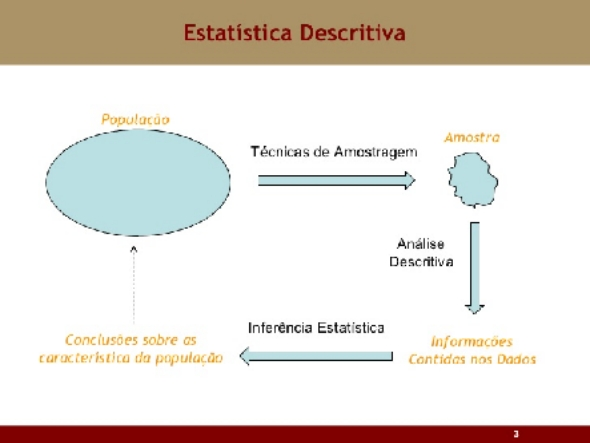 Estatística Descritiva
População
Técnicas de Amostragem
Amostra
Análise
Descritiva
Inferência Estatística
Informações
Contidas nos Dados
Conclusões sobre as
característica da população
3